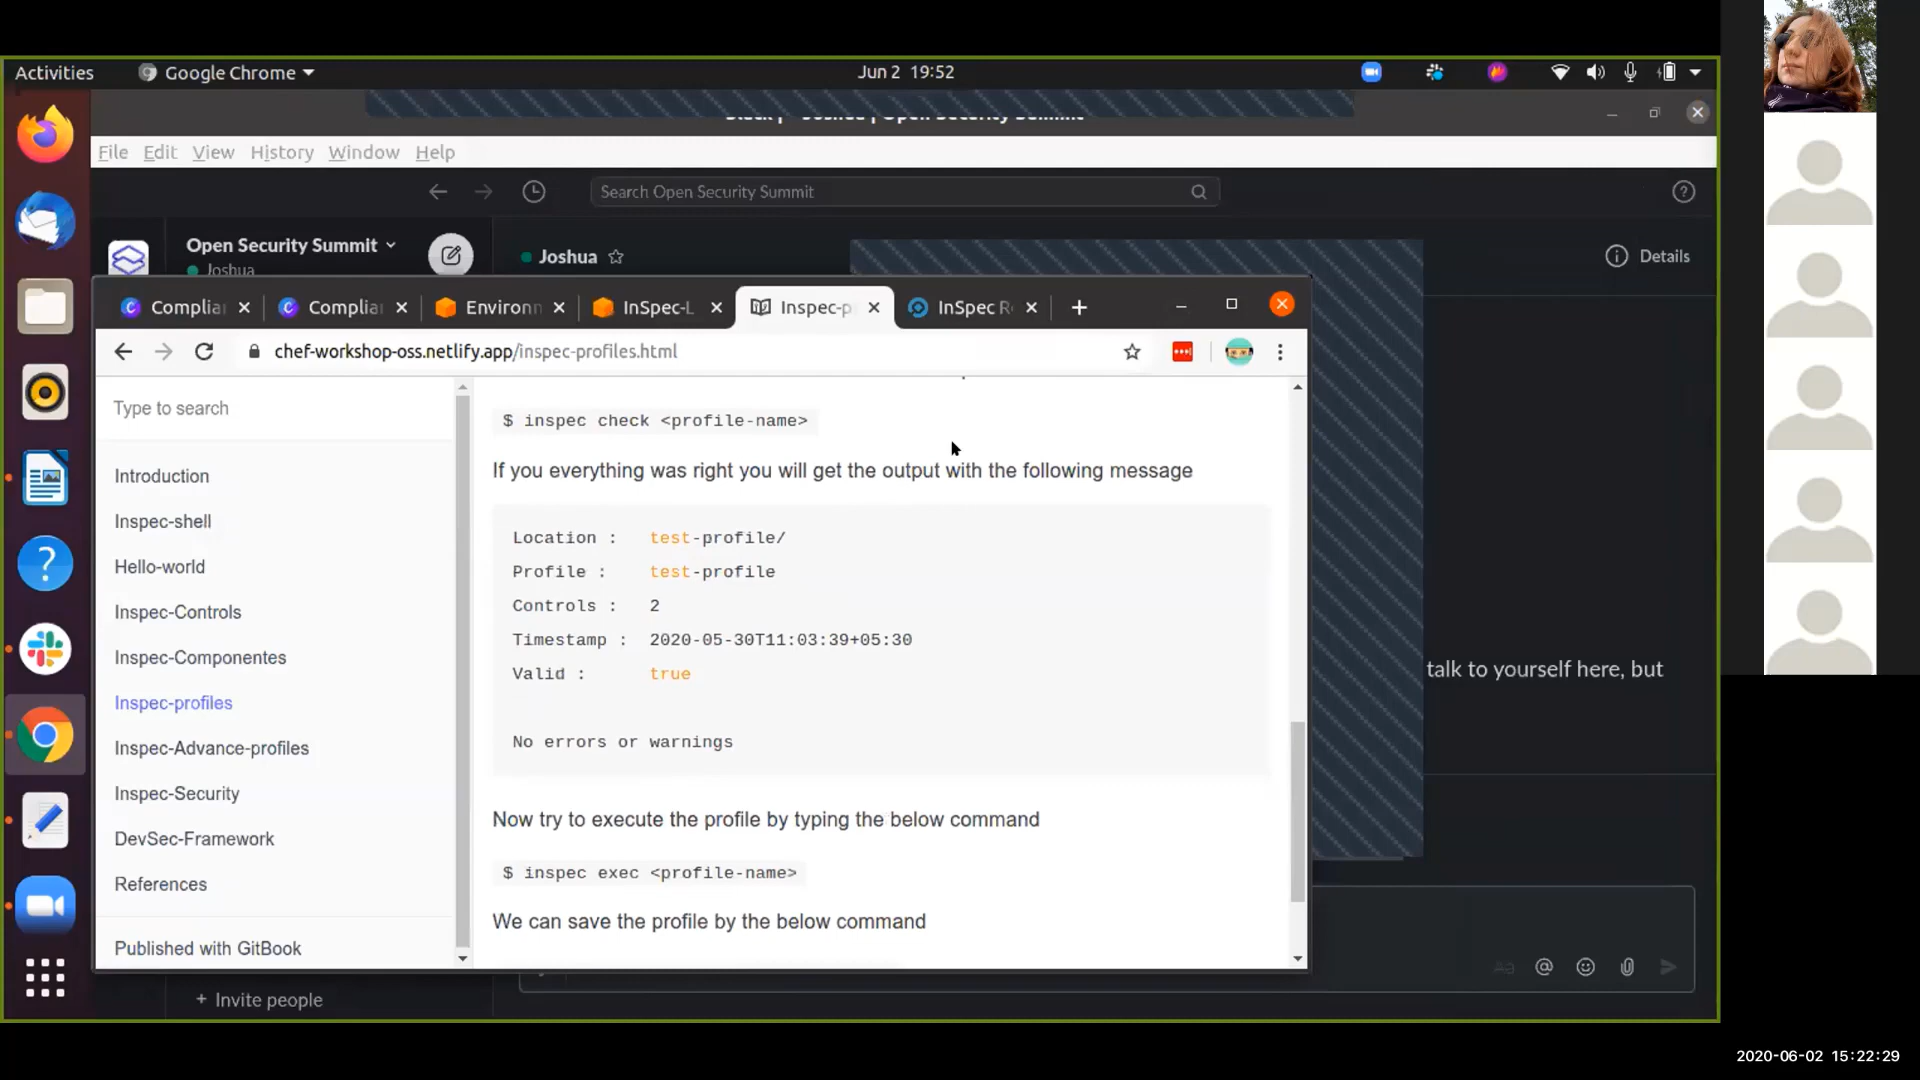 Activities
Google Chrome
Jun 2 19:52
File Edit View History Window Help
Search Open Security Summit
Open Security Summit
Joshua
Joshua
Details
Complia
Complia
Environm
InSpec-L
Inspec-p
InSpec R
chef-workshop-oss.netlify.app/inspec-profiles.html
Type to search
Introduction
Inspec-shell
Hello-world
Inspec-Controls
Inspec-Componentes
Inspec-profiles
Inspec-Advance-profiles
Inspec-Security
DevSec-Framework
References
Published with GitBook
$ inspec check <profile-name>
If you everything was right you will get the output with the following message
Location : test-profile/
Profile : test-profile
Controls : 2
Timestamp : 2020-05-30T11:03:39+05:30
Valid : true
No errors or warnings
Now try to execute the profile by typing the below command
$ inspec exec <profile-name>
We can save the profile by the below command
talk to yourself here, but
+ Invite people
Aa
2020-06-02 15:22:29